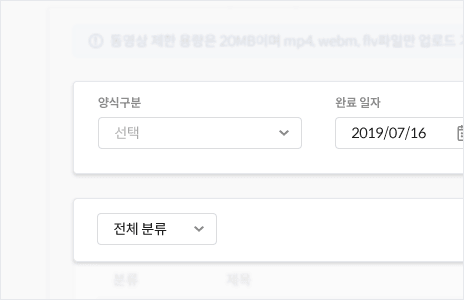 동영상 제한 용량은 20MB이며 mp4, webm, flv파일만 업로드
양식구분
완료 일자
선택
2019/07/16
전체 분류
분류
제목